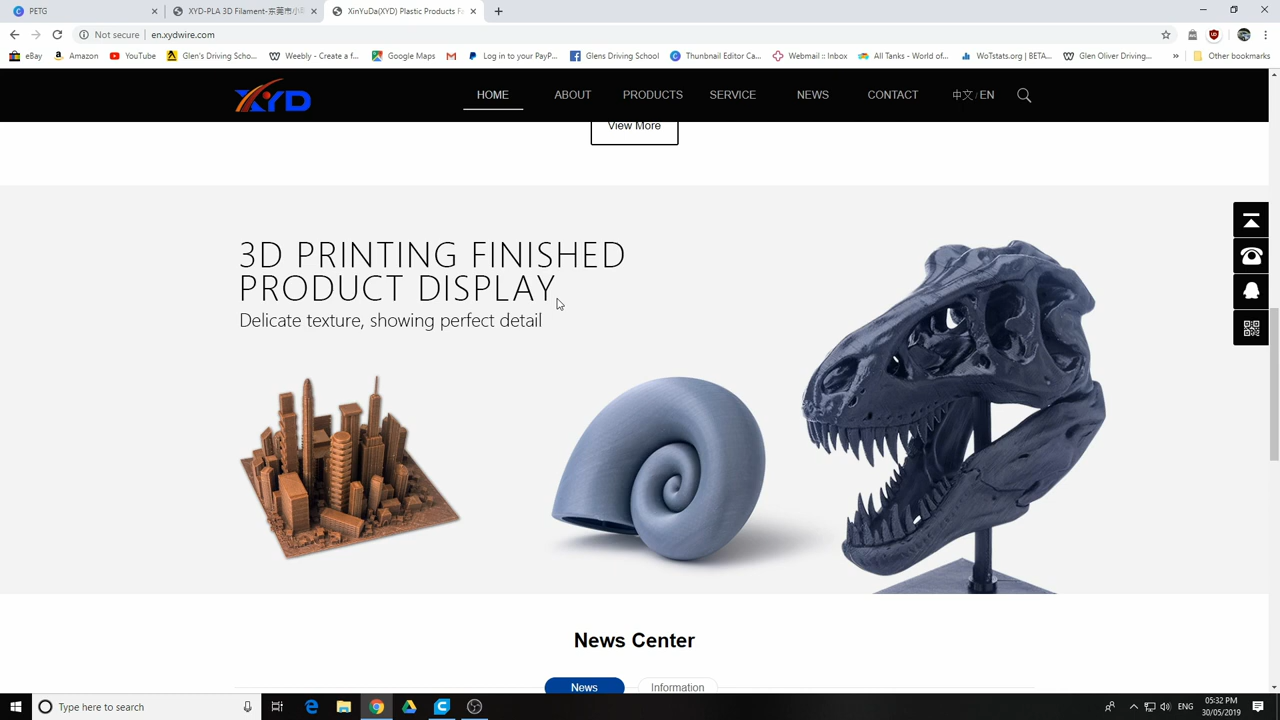 PETG
XYD-PLA 3D Filament-东莞市小
XinYuDa(XYD) Plastic Products Fa
Not secure
en.xydwire.com
eBay
Amazon
YouTube
Glen's Driving Scho...
Weebly - Create a f...
Google Maps
Log in to your PayP...
Glens Driving School
Thunbnail Editor Ca...
Webmail :: Inbox
All Tanks - World of...
WoTstats.org | BETA...
Glen Oliver Driving...
»
Other bookmarks
XYD
HOME
ABOUT
PRODUCTS
SERVICE
NEWS
CONTACT
中文 / EN
View More
3D PRINTING FINISHED
PRODUCT DISPLAY
Delicate texture, showing perfect detail
News Center
News
Information
Type here to search
ENG
05:32 PM
30/05/2019